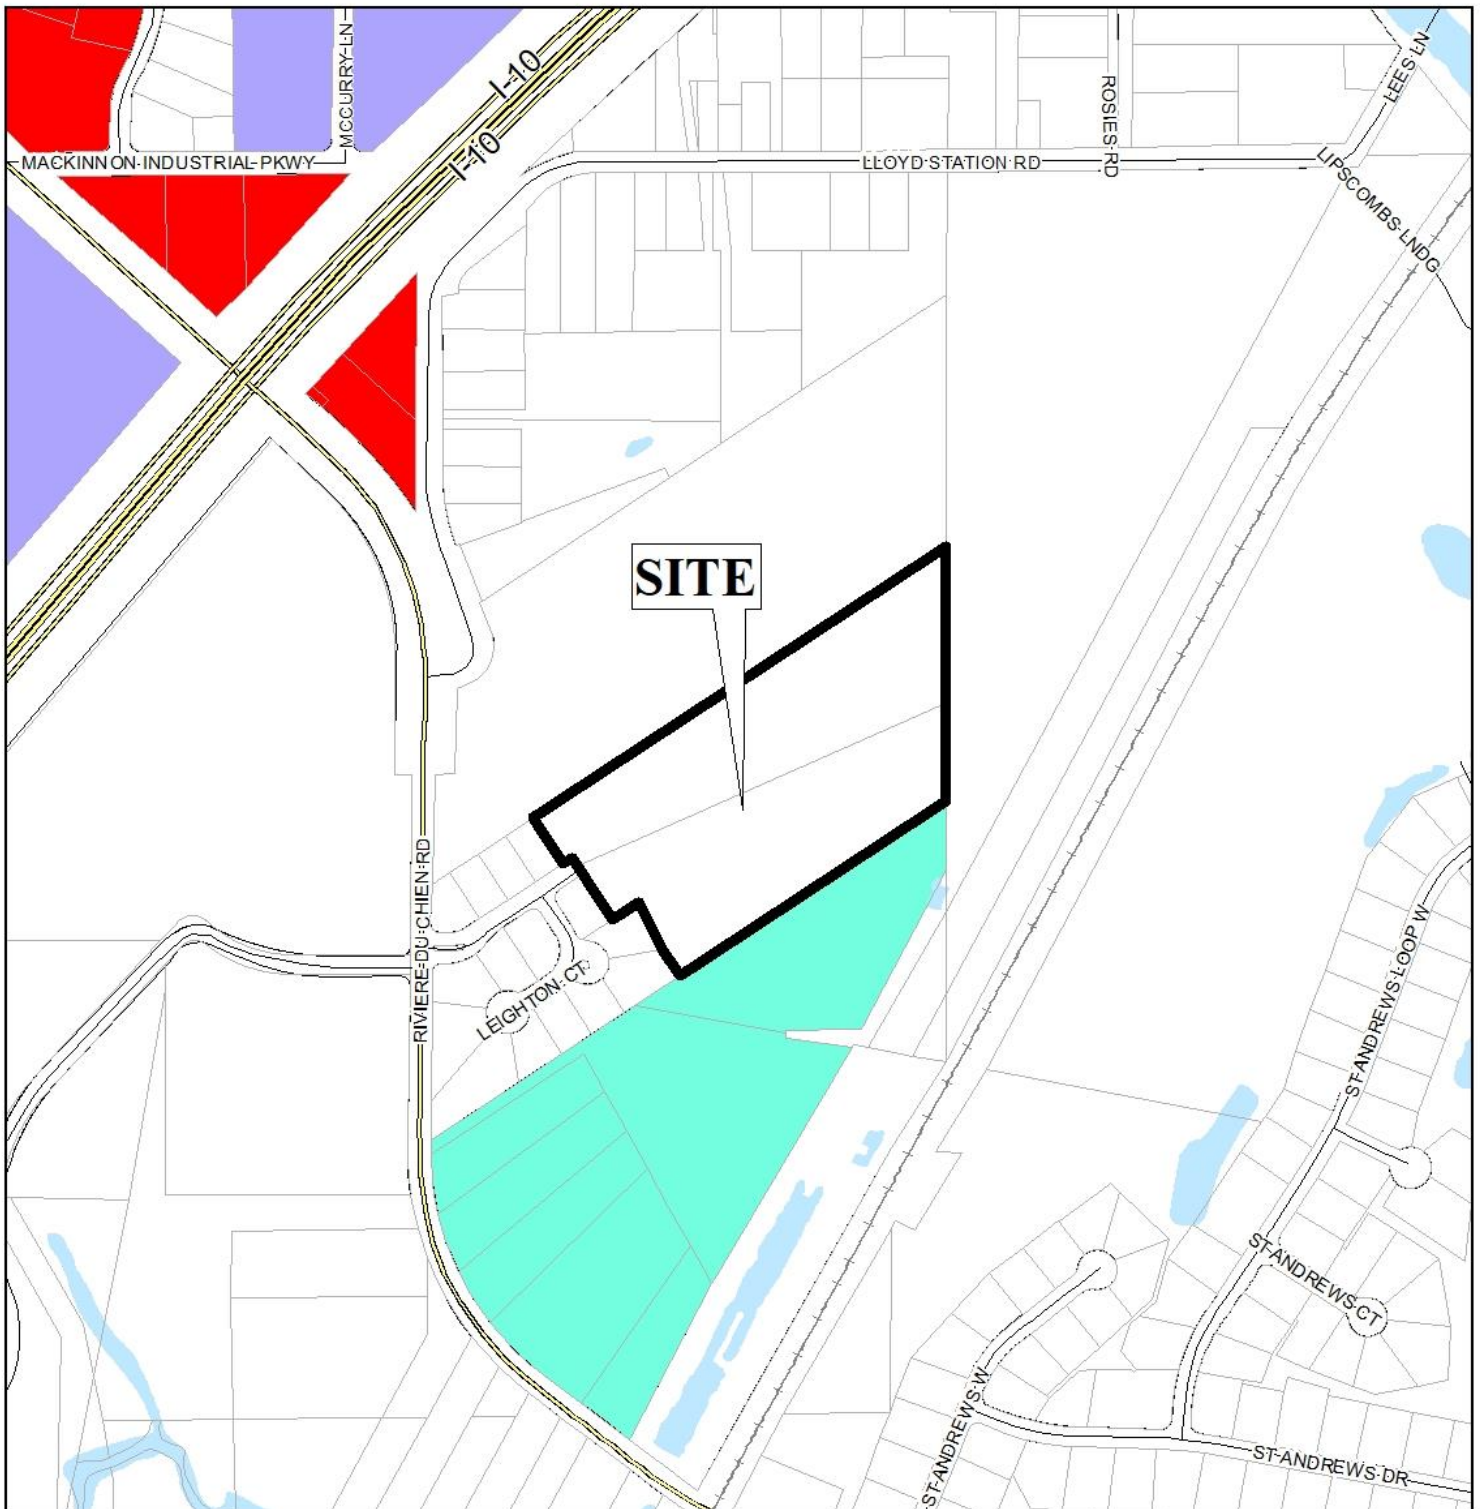 I-10
MCCURRY LN
I-10
MACKINNON INDUSTRIAL PKWY
LLOYD STATION RD
ROSIES RD
LEES LN
LIPSCOMBS LNDG
SITE
RIVIERE DU CHIEN RD
LEIGHTON CT
ST ANDREWS LOOP W
ST ANDREWS CT
ST ANDREWS W
ST ANDREWS DR